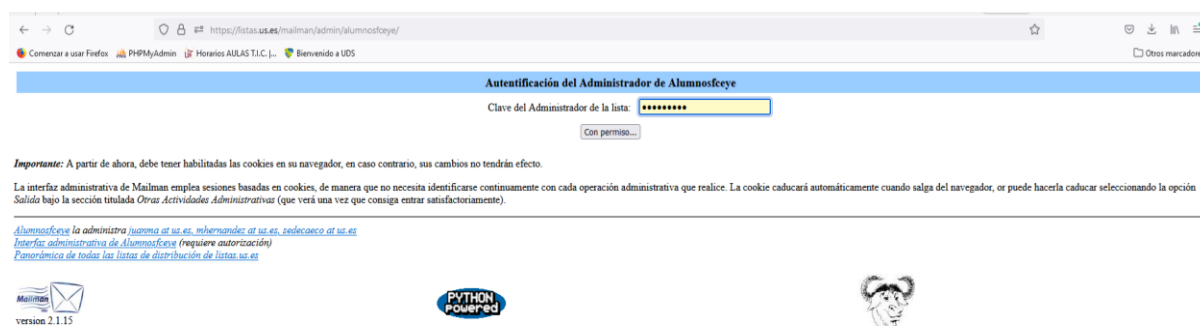 https://listas.us.es/mailman/admin/alumnosfceye/
Comenzar a usar Firefox PHPMyAdmin Horarios AULAS T.I.C. |... Bienvenido a UDS Otros marcadores
Autentificación del Administrador de Alumnosfceye
Clave del Administrador de la lista: •••••••••
Con permiso...
Importante: A partir de ahora, debe tener habilitadas las cookies en su navegador, en caso contrario, sus cambios no tendrán efecto.
La interfaz administrativa de Mailman emplea sesiones basadas en cookies, de manera que no necesita identificarse continuamente con cada operación administrativa que realice. La cookie caducará automáticamente cuando salga del navegador, or puede hacerla caducar seleccionando la opción
Salida bajo la sección titulada Otras Actividades Administrativas (que verá una vez que consiga entrar satisfactoriamente).
Alumnosfceye la administra juanma at us.es, mhernandez at us.es, sedecaeco at us.es
Interfaz administrativa de Alumnosfceye (requiere autorización)
Panorámica de todas las listas de distribución de listas.us.es
Mailman
PYTHON
Powered
version 2.1.15